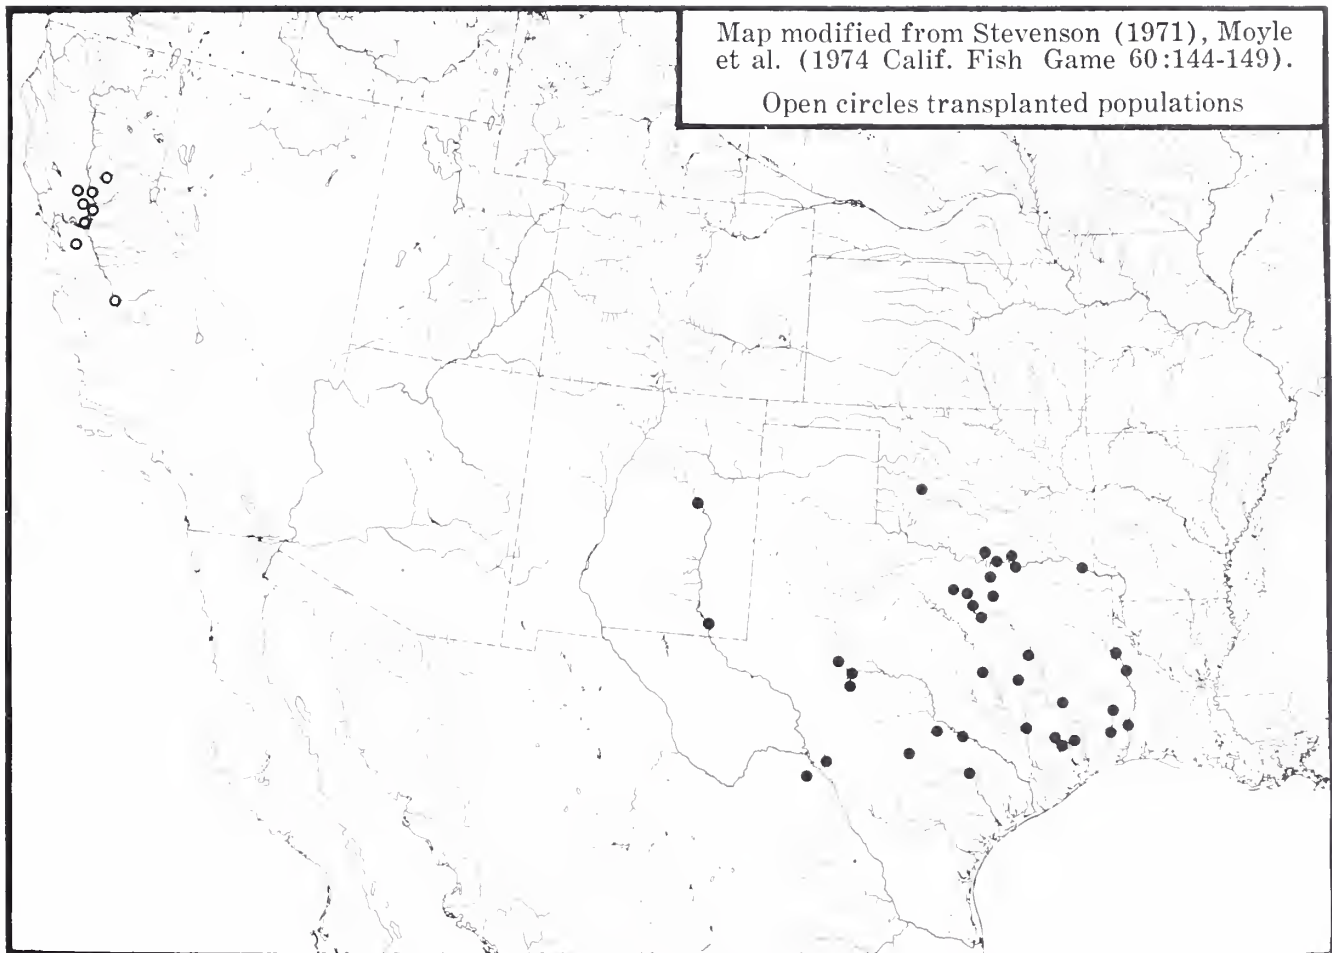 Map modified from Stevenson (1971), Moyle
et al. (1974 Calif. Fish Game 60:144-149).
Open circles transplanted populations